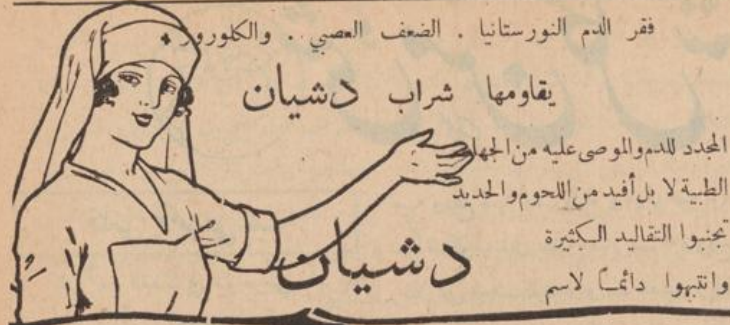 فقر الدم النورستانيا . الضعف العصبي . والكلوروز
يقاومها شراب دشيان
المجدد للدم والموصى عليه من الجهات
الطبية لا بل أفيد من اللحوم والحديد
تجنبوا التقاليد الكثيرة
وانتبهوا دائماً لاسم
دشيان